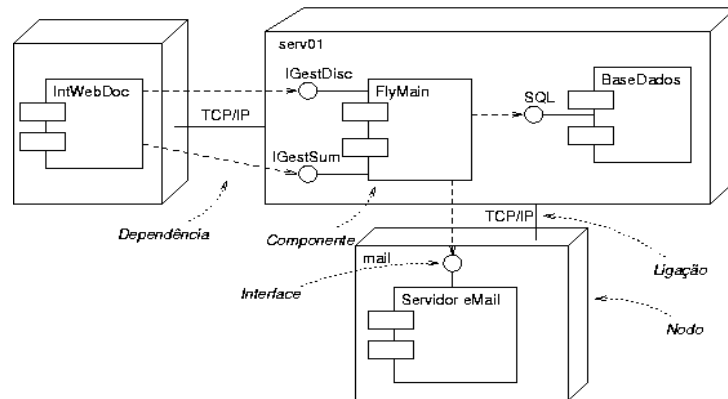 serv01
IntWebDoc
IGestDisc
FlyMain
BaseDados
SQL
TCP/IP
IGestSum
Dependência
Componente
TCP/IP
mail
Ligação
Interface
Servidor eMail
Nodo